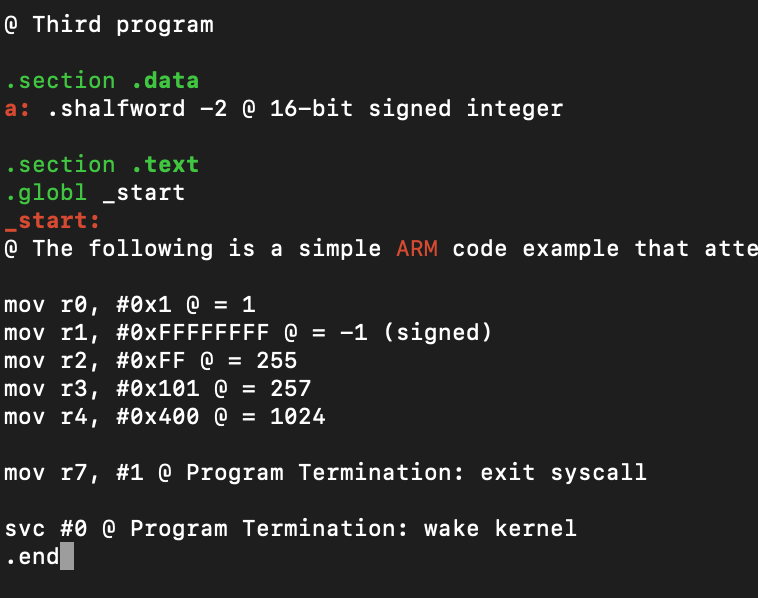 @ Third program
.section .data
a: .shalfword -2 @ 16-bit signed integer
.section .text
.globl _start
_start:
@ The following is a simple ARM code example that atte
mov r0, #0x1 @ = 1
mov r1, #0xFFFFFFFF @ = -1 (signed)
mov r2, #0xFF @ = 255
mov r3, #0x101 @ = 257
mov r4, #0x400 @ = 1024
mov r7, #1 @ Program Termination: exit syscall
svc #0 @ Program Termination: wake kernel
.end